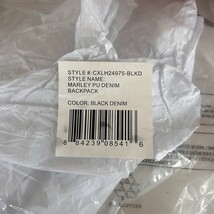 STYLE #:CXLH24975-BLKD
STYLE NAME:
MARLEY PU DENIM
BACKPACK
COLOR: BLACK DENIM
8 84239 08541 6